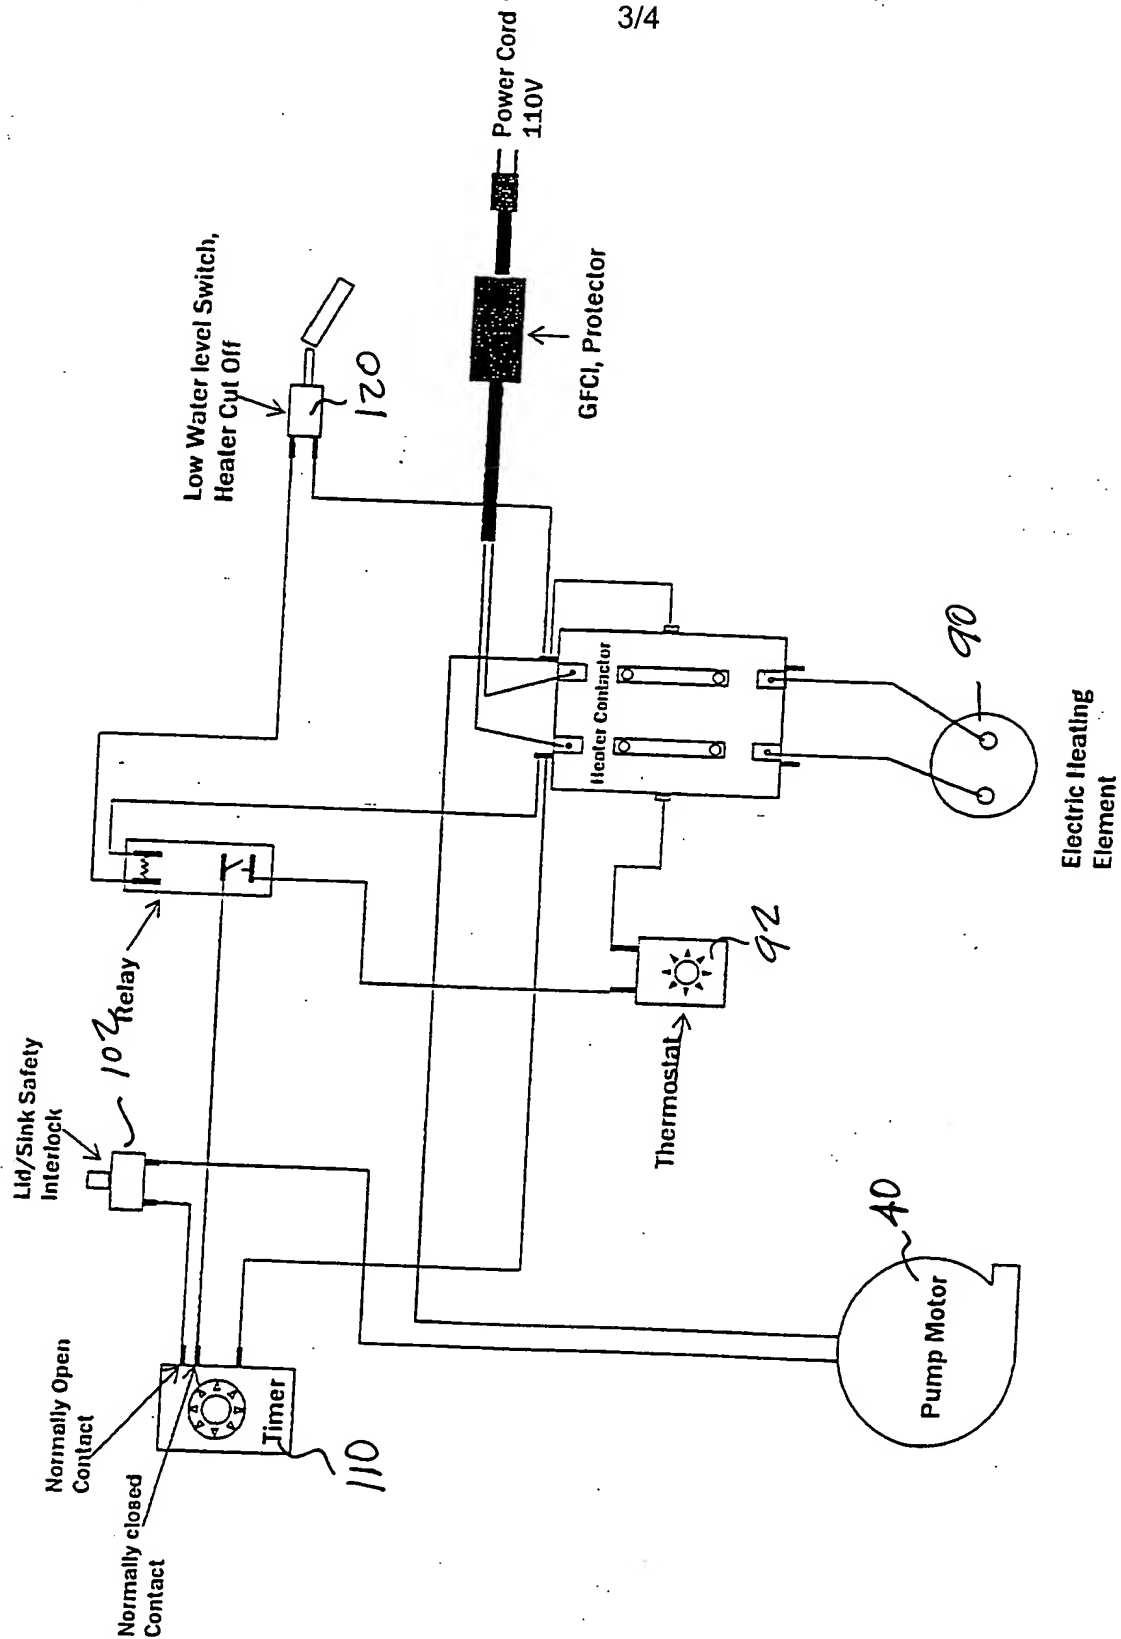 3/4
Power Cord
110V
GFCI, Protector
Low Water level Switch,
Heater Cut Off
120
Heater Contactor
90
Electric Heating
Element
Relay
102
Lid/Sink Safety
Interlock
Thermostat
92
Normally Open
Contact
Normally closed
Contact
Timer
110
Pump Motor
40